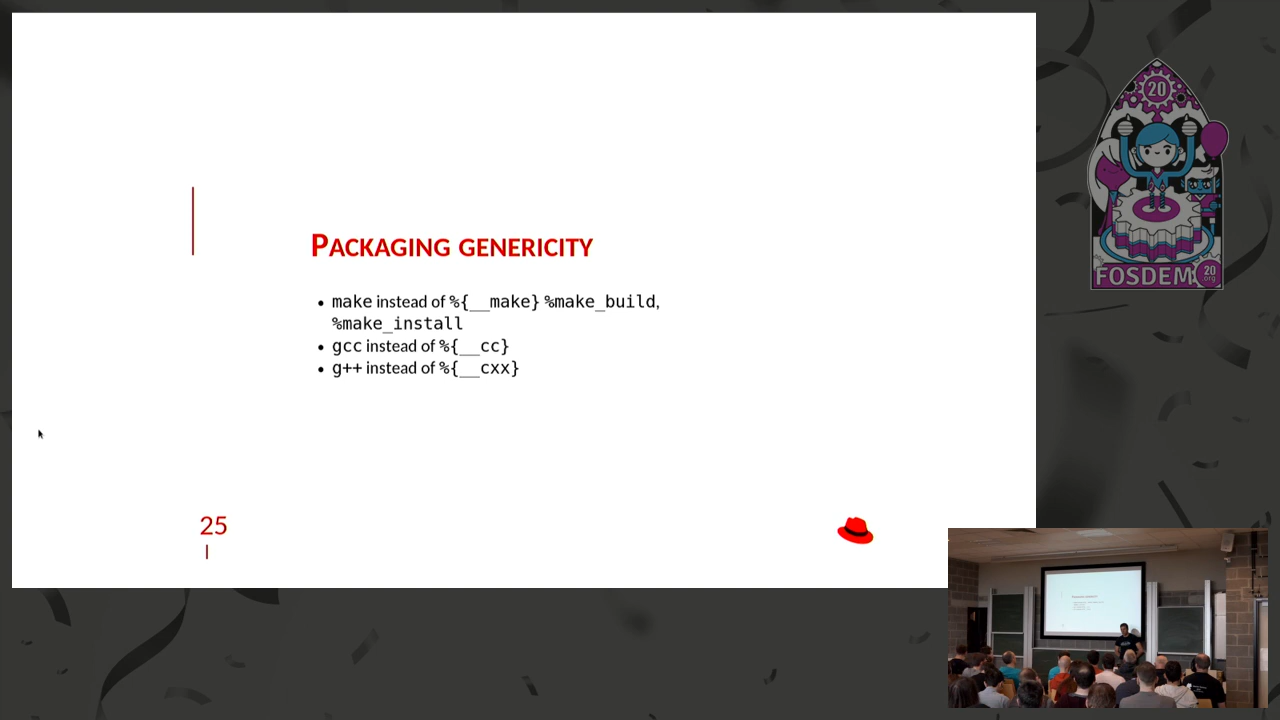 PACKAGING GENERICITY
• make instead of %{__make} %make_build,
%make_install
• gcc instead of %{__cc}
• g++ instead of %{__cxx}
25
20
FOSDEM
20
.org